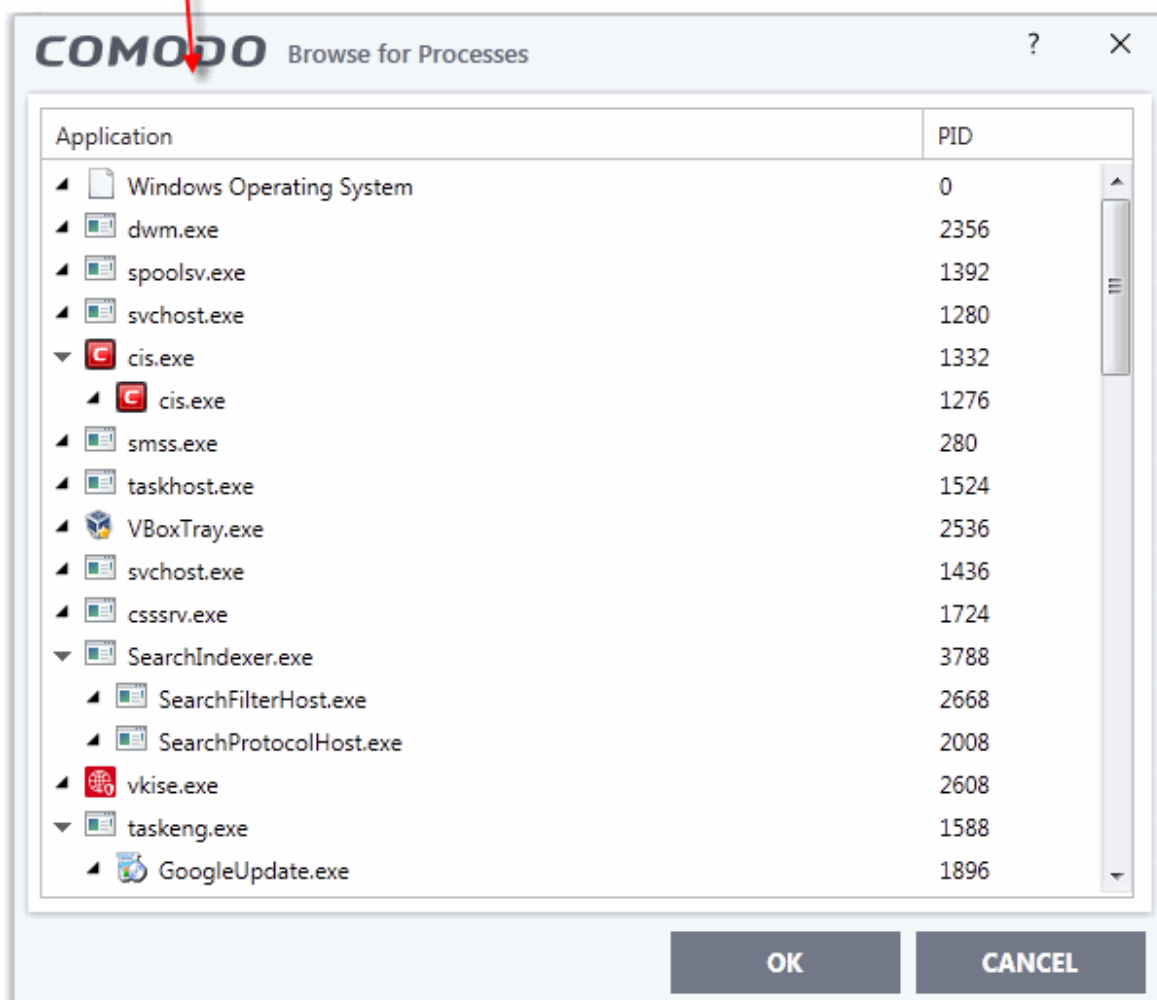 COMODO Browse for Processes ? X
Application PID
Windows Operating System 0
dwm.exe 2356
spoolsv.exe 1392
svchost.exe 1280
cis.exe 1332
cis.exe 1276
smss.exe 280
taskhost.exe 1524
VBoxTray.exe 2536
svchost.exe 1436
csssrv.exe 1724
SearchIndexer.exe 3788
SearchFilterHost.exe 2668
SearchProtocolHost.exe 2008
vkise.exe 2608
taskeng.exe 1588
GoogleUpdate.exe 1896
OK CANCEL